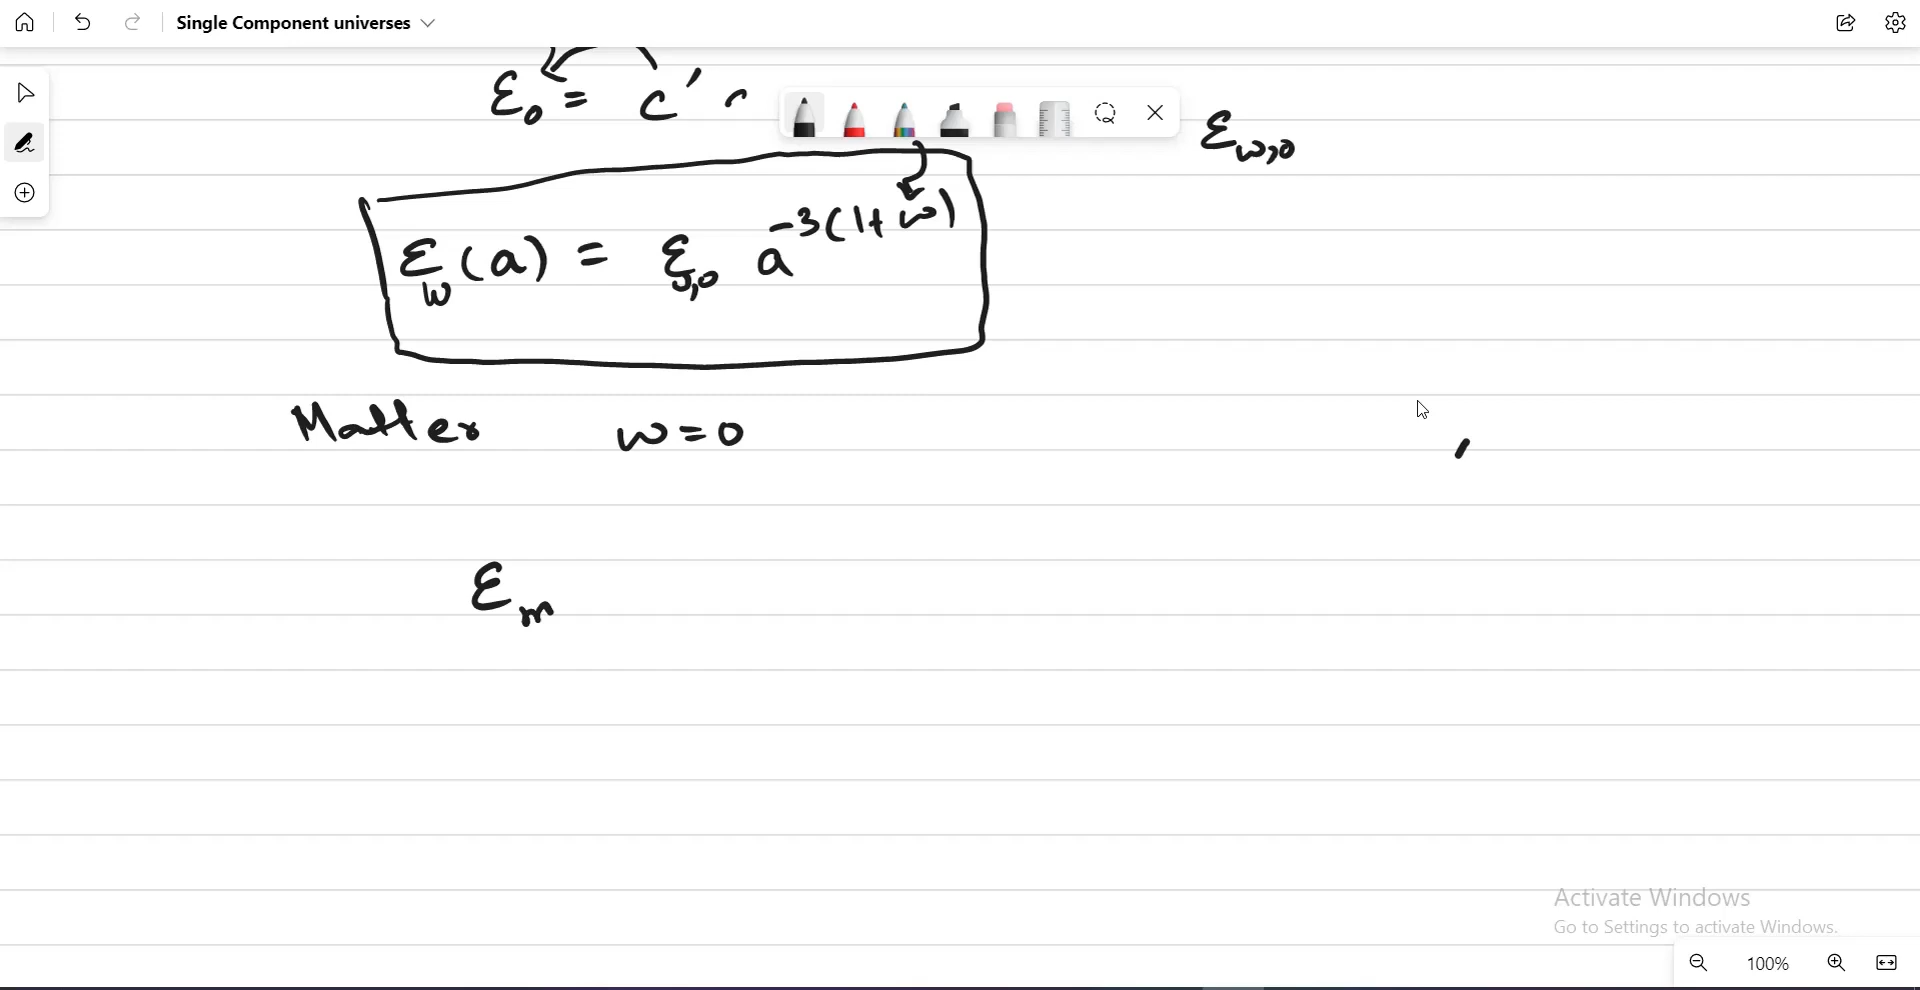 Single Component universes
ε₀ = c'
ε_w,0
ε_w(a) = ε_w,0 a^-3(1+w)
Matter w=0
ε_m
Activate Windows
Go to Settings to activate Windows.
100%